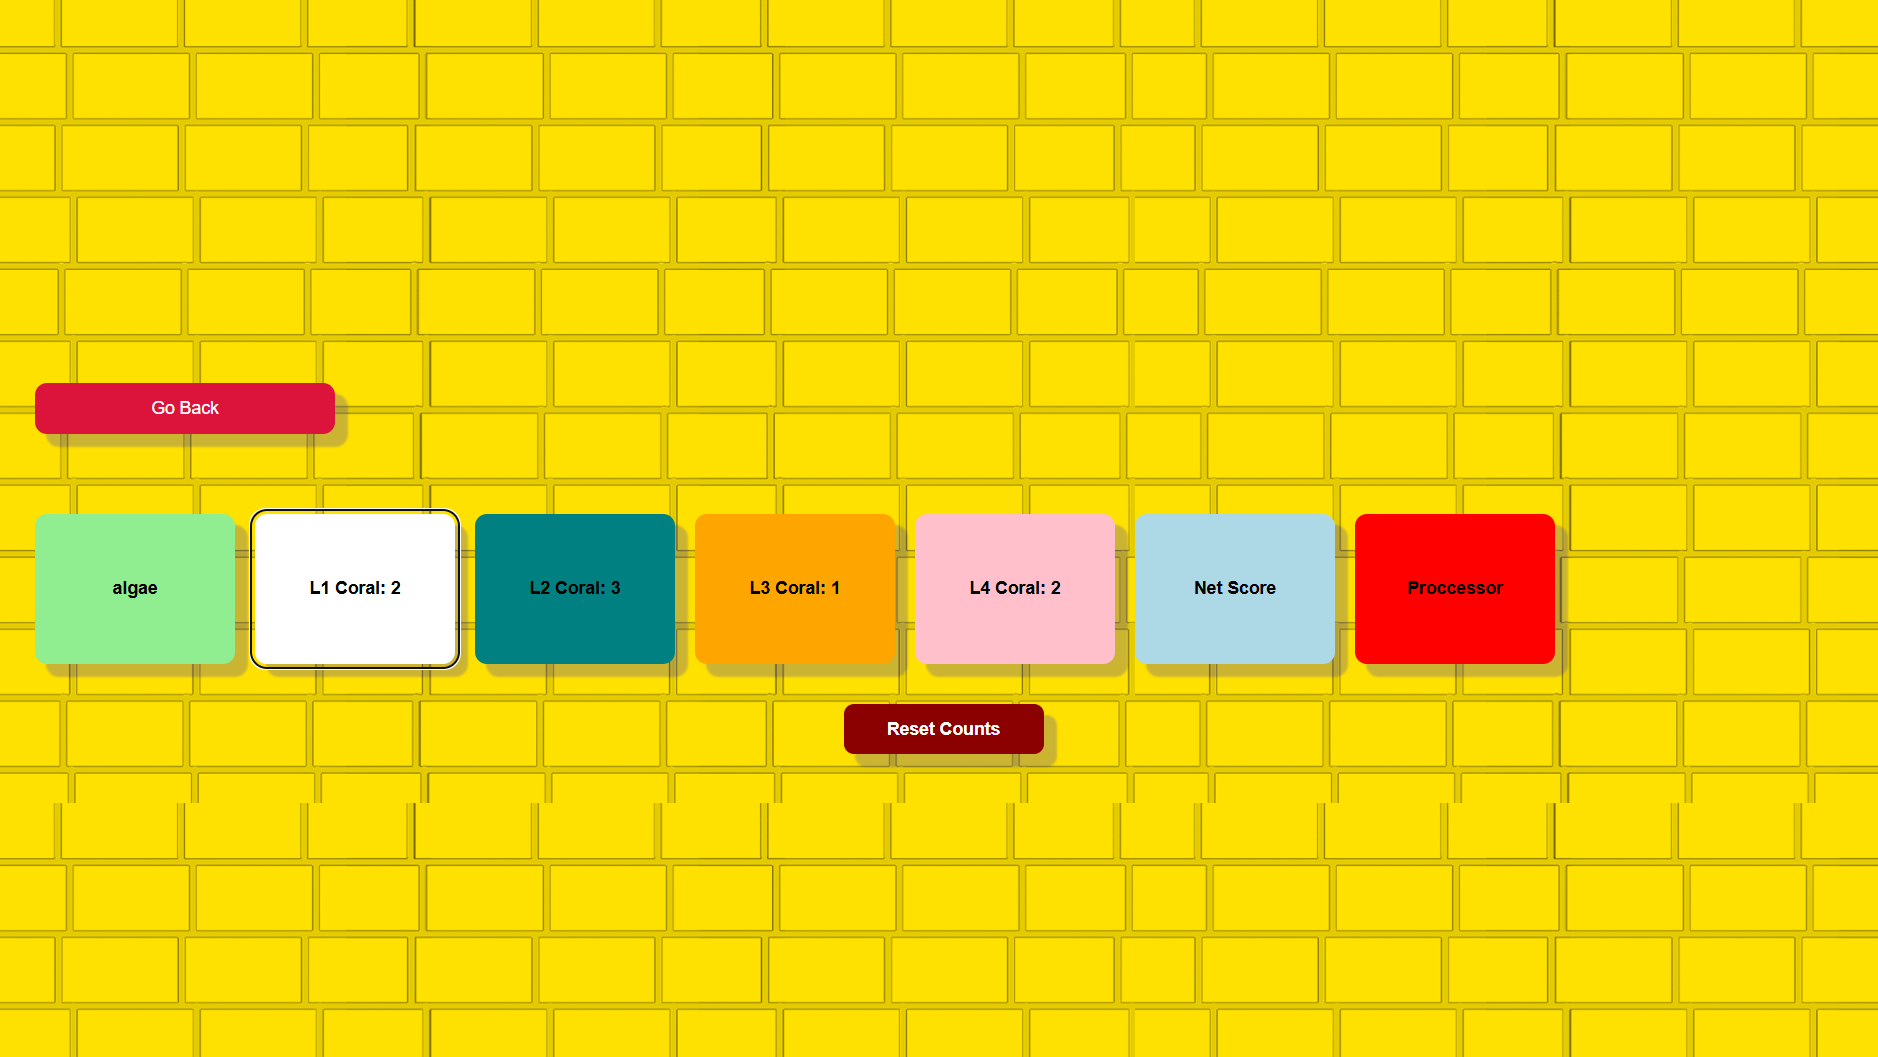 Go Back
algae
L1 Coral: 2
L2 Coral: 3
L3 Coral: 1
L4 Coral: 2
Net Score
Proccessor
Reset Counts